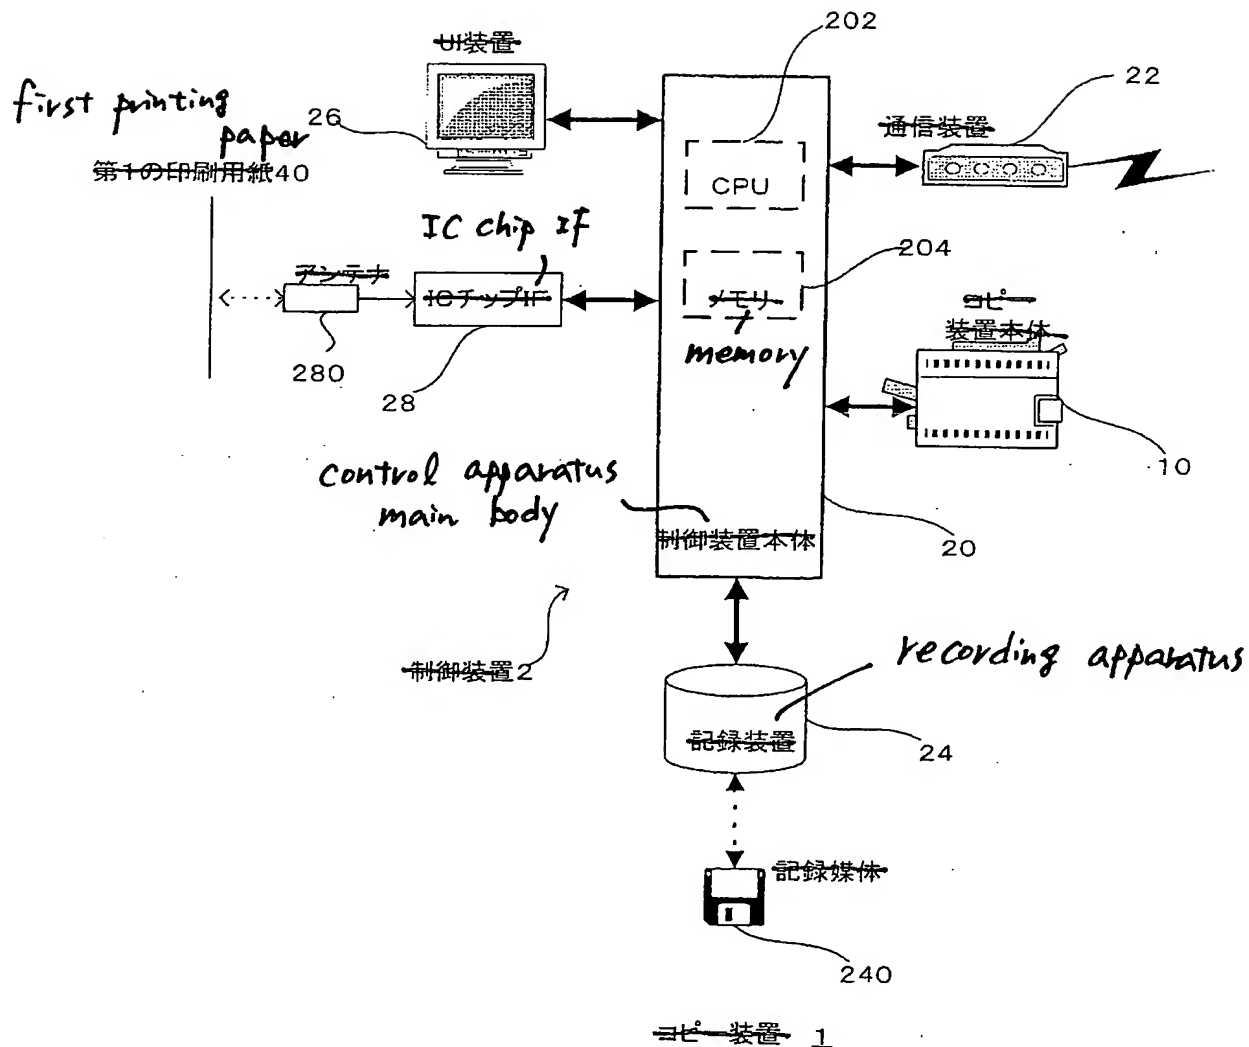 202
UI装置
first printing
paper
26
22
通信装置
第1の印刷用紙40
CPU
IC chip IF
204
アンテナ
ICチップIF
メモリ
コピー
装置本体
memory
280
28
10
control apparatus
main body
制御装置本体
20
制御装置2
recording apparatus
記録装置
24
記録媒体
240
コピー装置 1